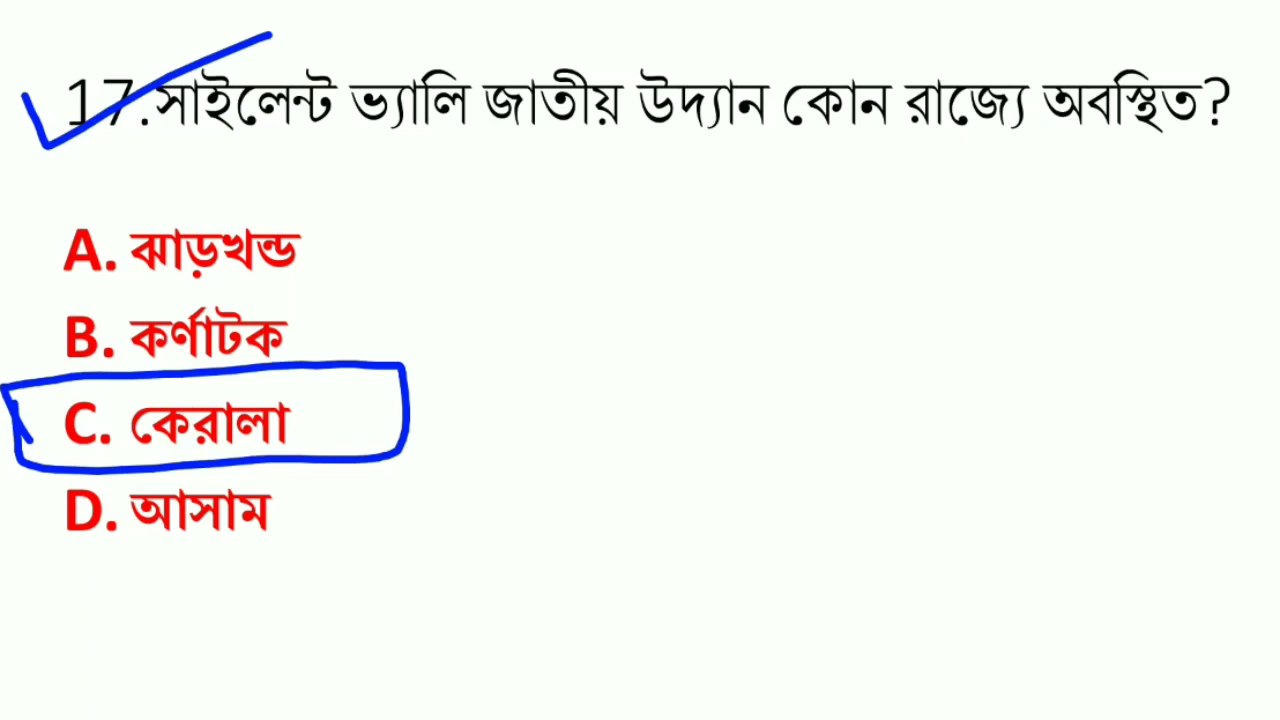 17.সাইলেন্ট ভ্যালি জাতীয় উদ্যান কোন রাজ্যে অবস্থিত?
A. ঝাড়খন্ড
B. কর্ণাটক
C. কেরালা
D. আসাম